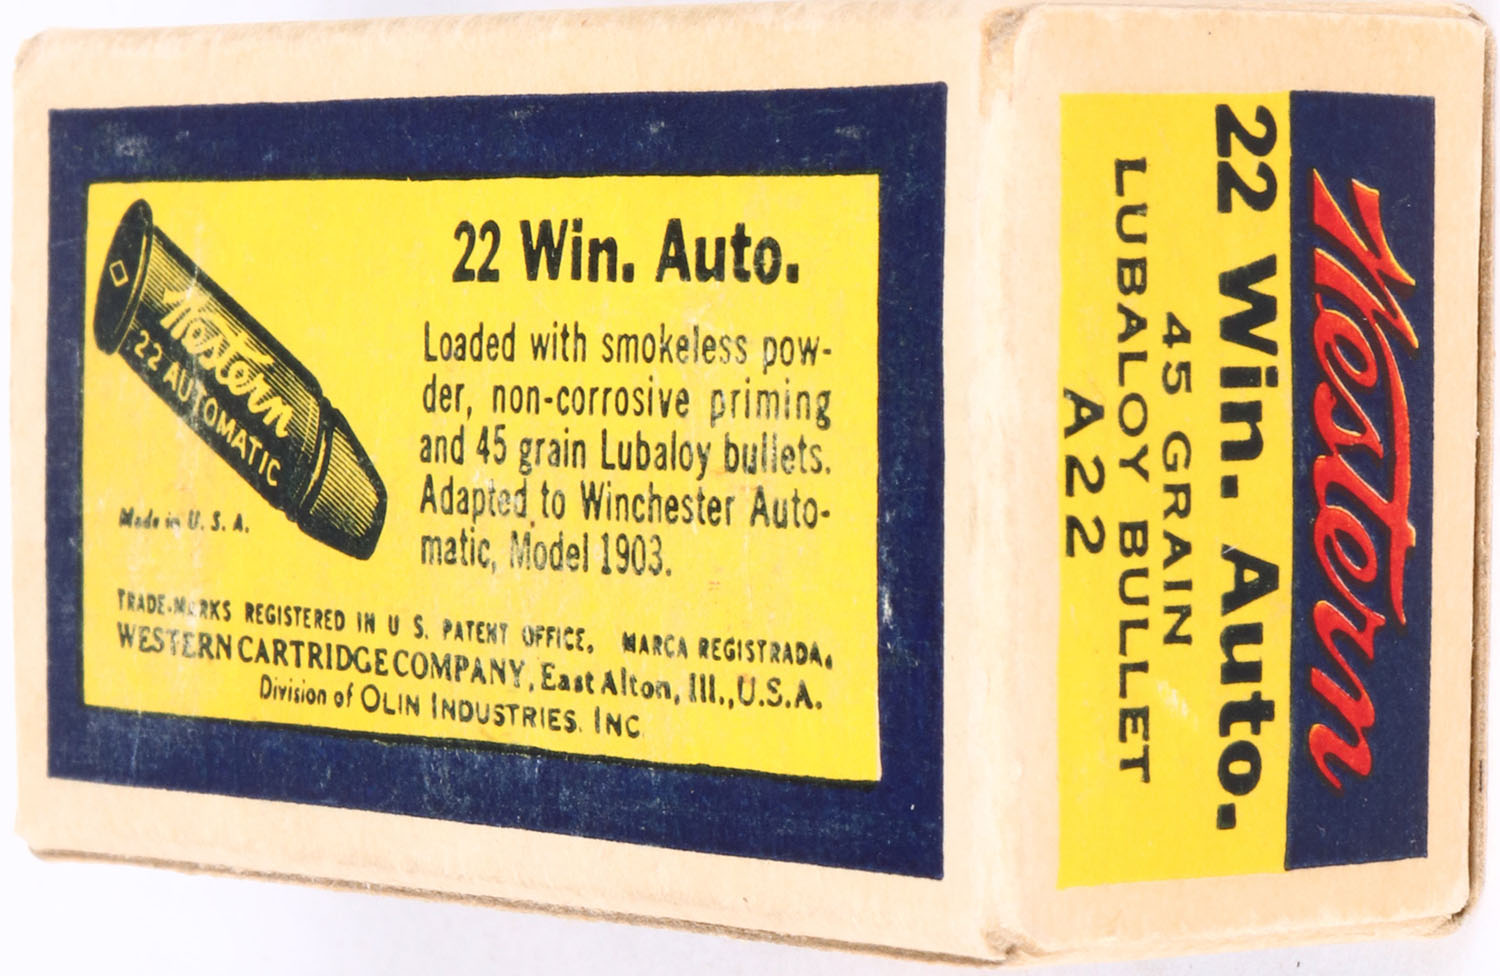 Western
22 AUTOMATIC
Made in U. S. A.
22 Win. Auto.
Loaded with smokeless pow-
der, non-corrosive priming
and 45 grain Lubaloy bullets.
Adapted to Winchester Auto-
matic, Model 1903.
TRADE-MARKS REGISTERED IN U S. PATENT OFFICE, MARCA REGISTRADA.
WESTERN CARTRIDGE COMPANY, East Alton, Ill., U.S.A.
Division of OLIN INDUSTRIES. INC
Western
22 Win. Auto.
45 GRAIN
LUBALOY BULLET
A22